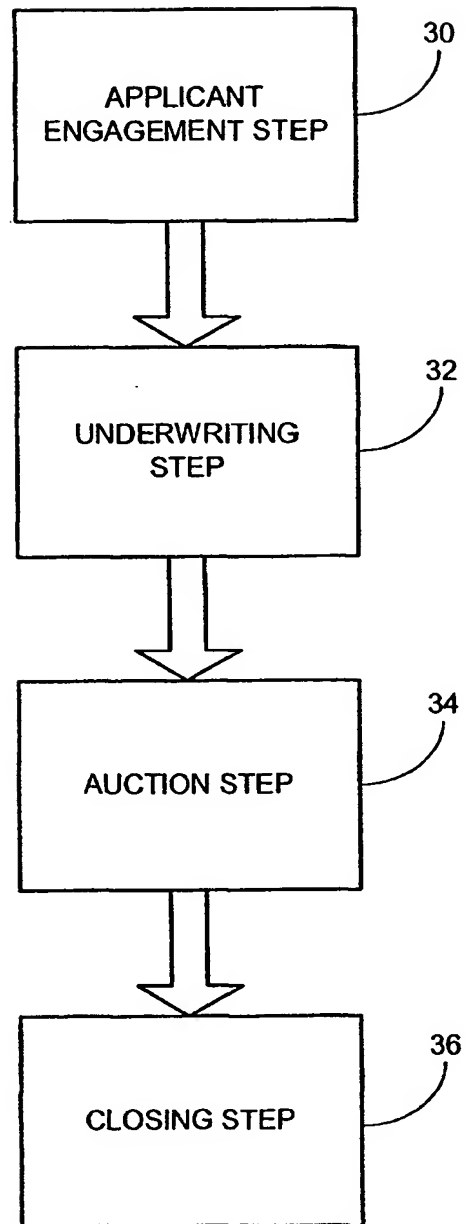 30
APPLICANT
ENGAGEMENT STEP
32
UNDERWRITING
STEP
34
AUCTION STEP
36
CLOSING STEP